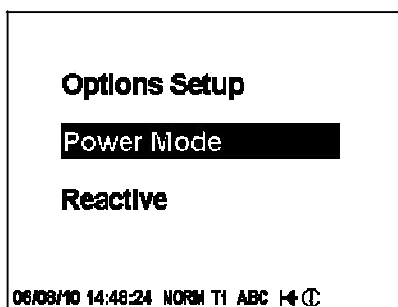 Options Setup
Power Mode
Reactive
06/08/10 14:48:24 NORM T1 ABC